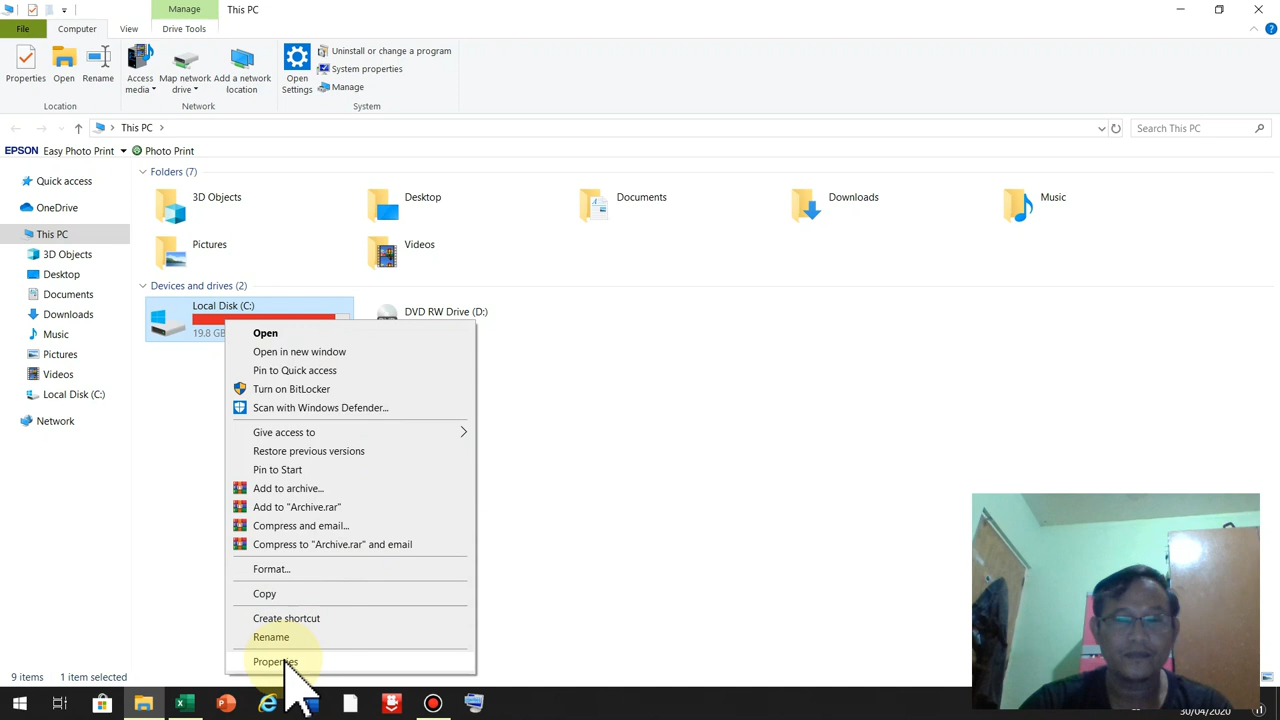 Manage
This PC
File
Computer
View
Drive Tools
Properties
Open
Rename
Access media
Map network drive
Add a network location
Open Settings
Uninstall or change a program
System properties
Manage
Location
Network
System
This PC
Search This PC
EPSON Easy Photo Print
Photo Print
Quick access
OneDrive
This PC
3D Objects
Desktop
Documents
Downloads
Music
Pictures
Videos
Local Disk (C:)
Network
Folders (7)
3D Objects
Desktop
Documents
Downloads
Music
Pictures
Videos
Devices and drives (2)
Local Disk (C:)
19.8 GB
DVD RW Drive (D:)
Open
Open in new window
Pin to Quick access
Turn on BitLocker
Scan with Windows Defender...
Give access to
Restore previous versions
Pin to Start
Add to archive...
Add to "Archive.rar"
Compress and email...
Compress to "Archive.rar" and email
Format...
Copy
Create shortcut
Rename
Properties
9 items
1 item selected
30/04/2020